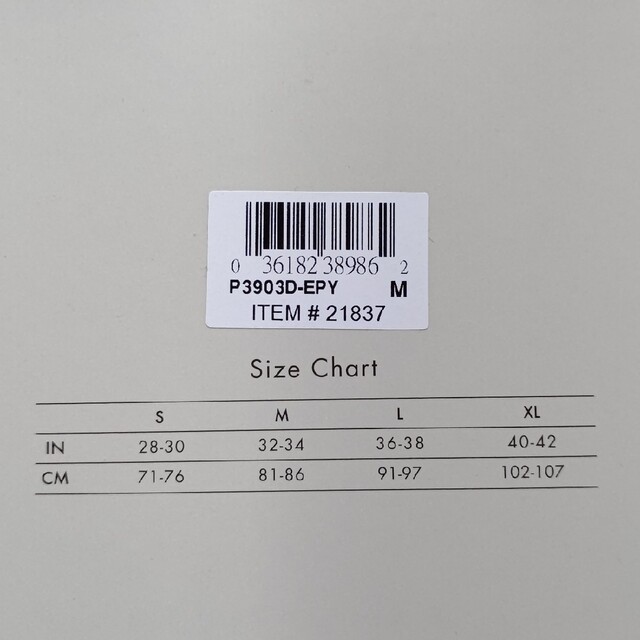 0 36182 38986 2
P3903D-EPY M
ITEM # 21837
Size Chart
S M L XL
IN 28-30 32-34 36-38 40-42
CM 71-76 81-86 91-97 102-107